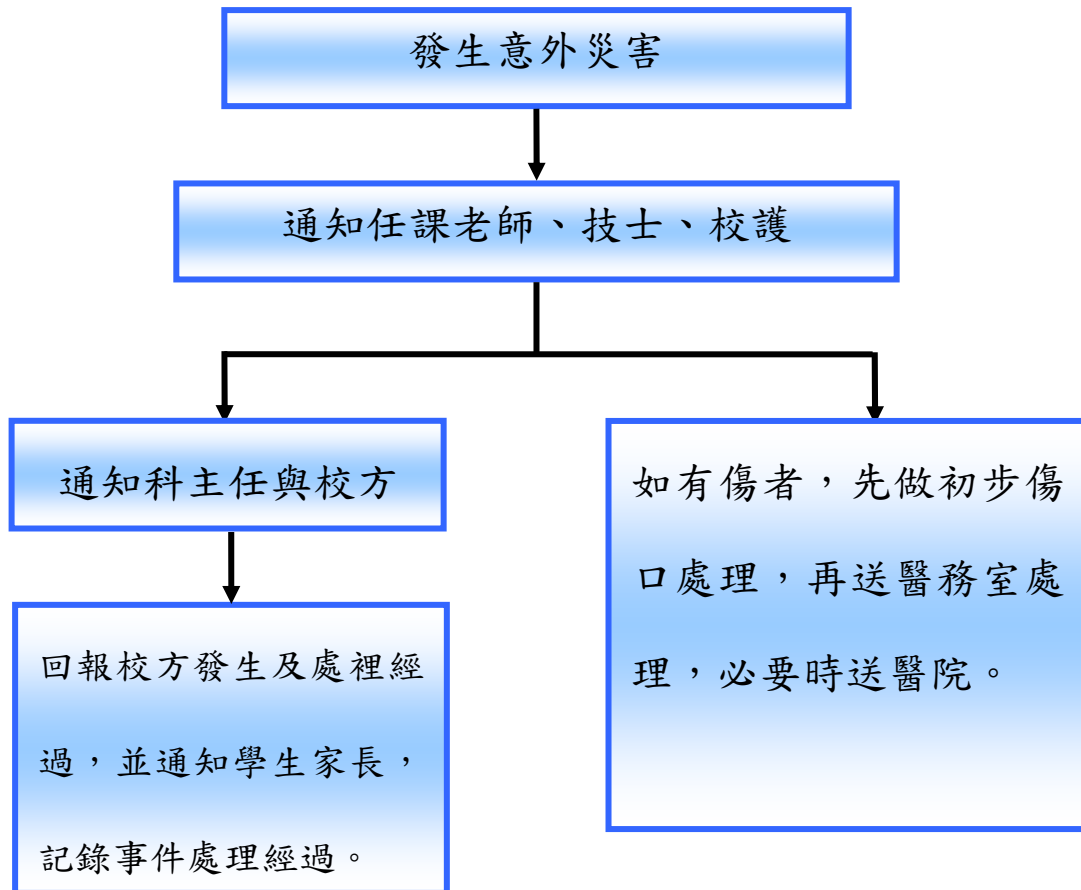 發生意外災害
通知任課老師、技士、校護
通知科主任與校方
回報校方發生及處裡經
過，並通知學生家長，
記錄事件處理經過。
如有傷者，先做初步傷
口處理，再送醫務室處
理，必要時送醫院。